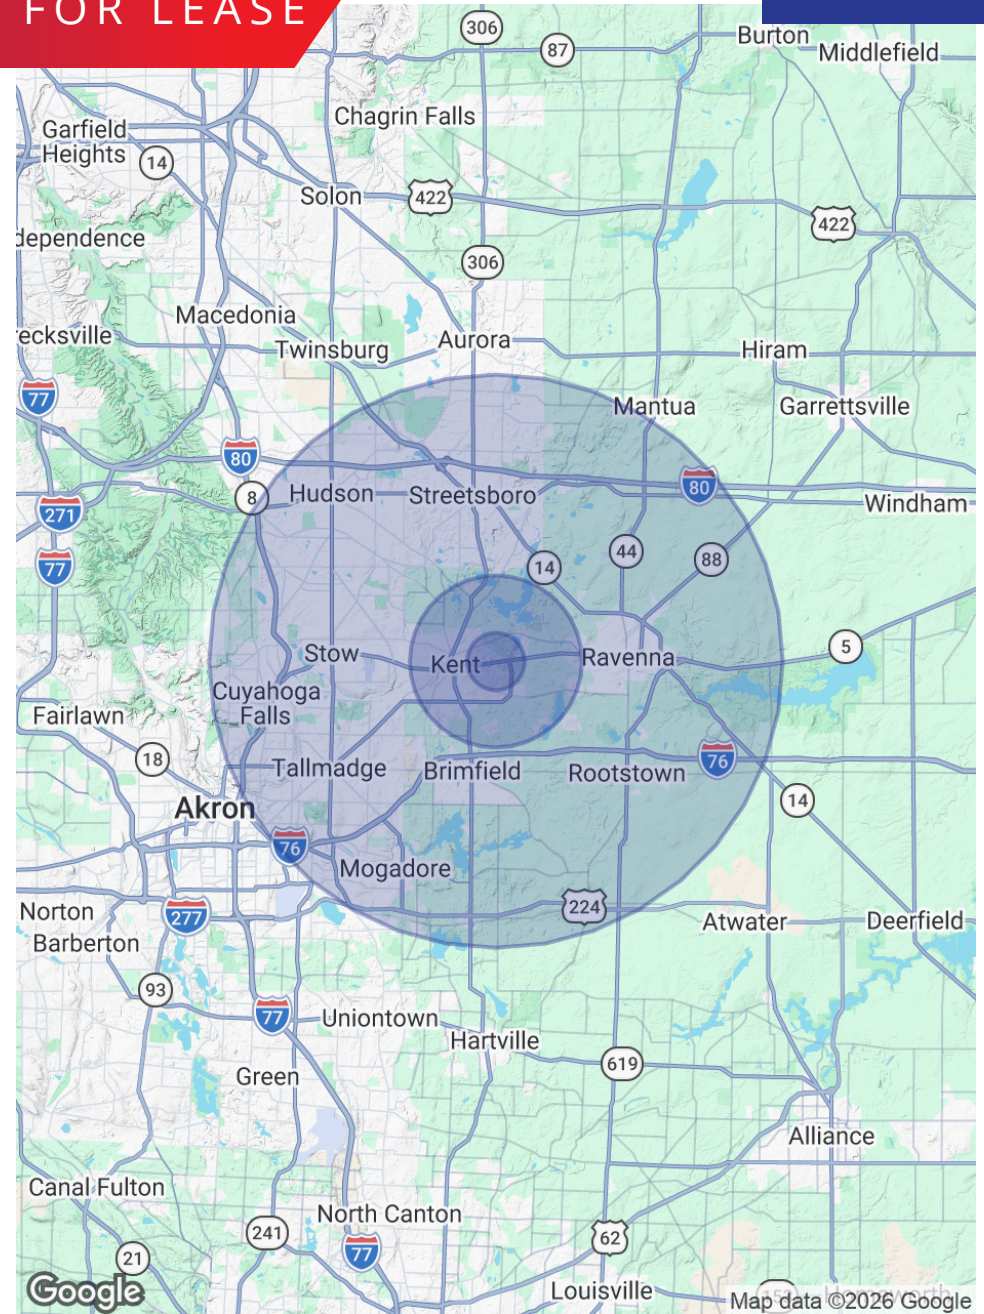 FOR LEASE
306
87
Burton
Middlefield
Chagrin Falls
Garfield
Heights
14
Solon
422
422
dependence
306
Macedonia
recksville
Twinsburg
Aurora
Hiram
77
Mantua
Garrettsville
80
80
8
Hudson
Streetsboro
Windham
271
77
14
44
88
Stow
Kent
Ravenna
5
Cuyahoga
Falls
Fairlawn
18
Tallmadge
Brimfield
Rootstown
76
14
Akron
76
Mogadore
Norton
277
224
Atwater
Deerfield
Barberton
93
77
Uniontown
Hartville
619
Green
Alliance
Canal Fulton
North Canton
241
77
62
21
Google
Louisville
Map data ©2026 Google